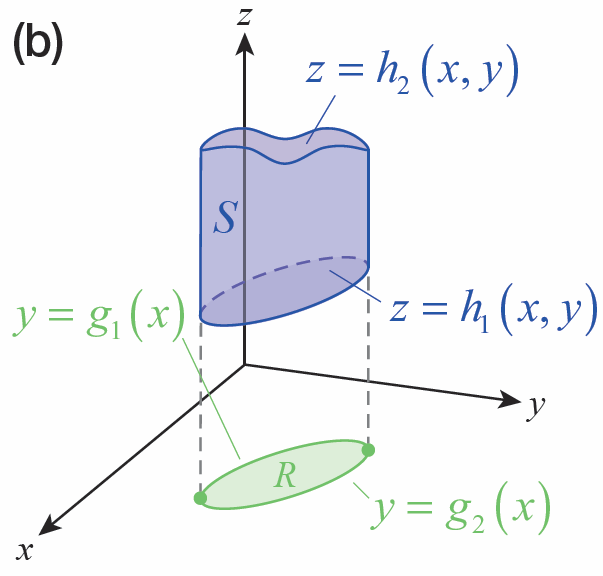 (b)
z
z = h₂(x, y)
S
y = g₁(x)
z = h₁(x, y)
y
R
y = g₂(x)
x